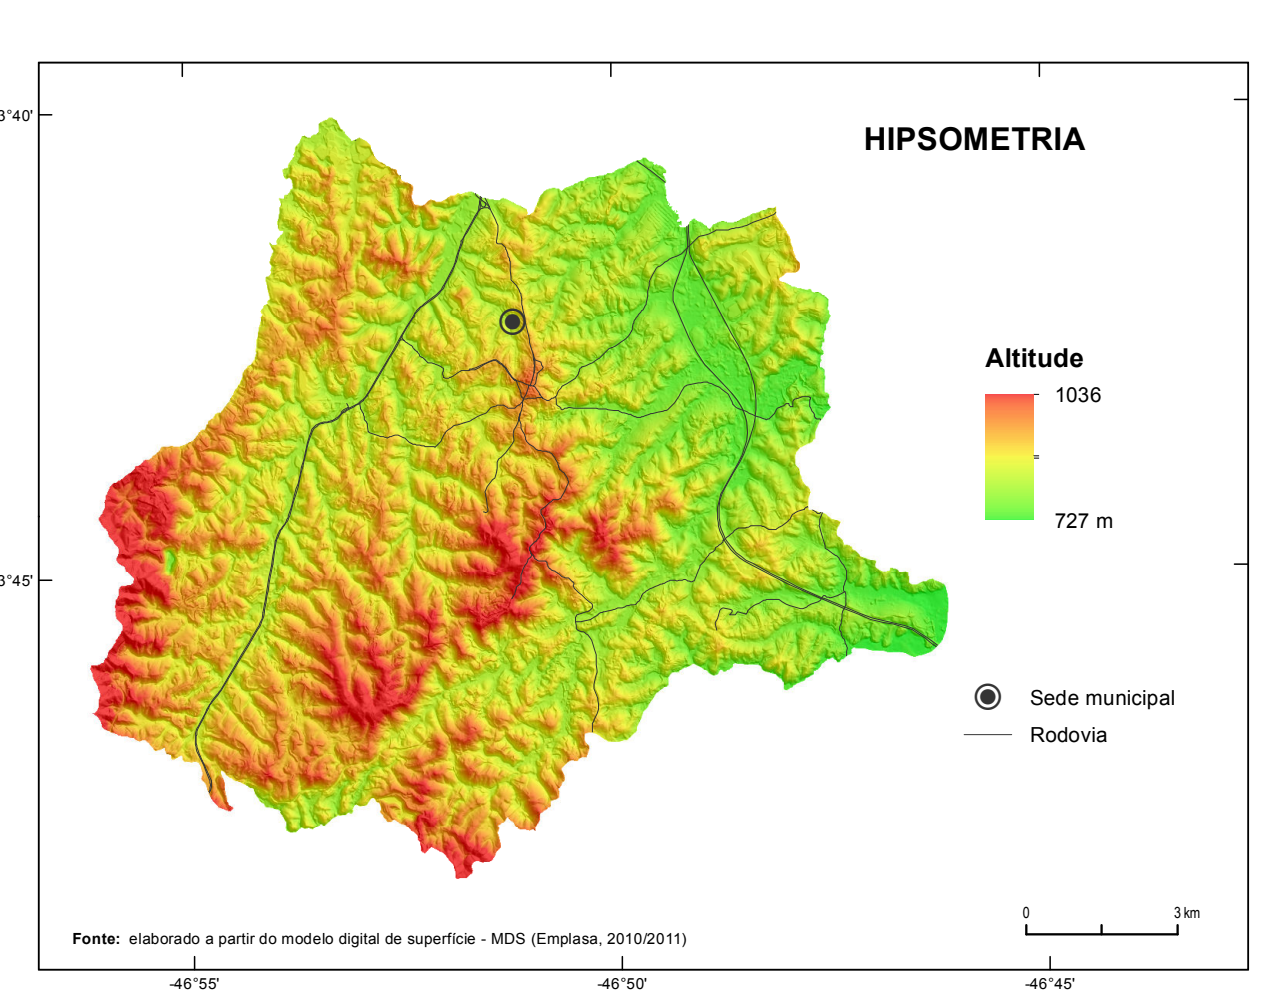 3°40'
HIPSOMETRIA
Altitude
1036
727 m
3°45'
Sede municipal
Rodovia
0 3 km
Fonte: elaborado a partir do modelo digital de superfície - MDS (Emplasa, 2010/2011)
-46°55' -46°50' -46°45'